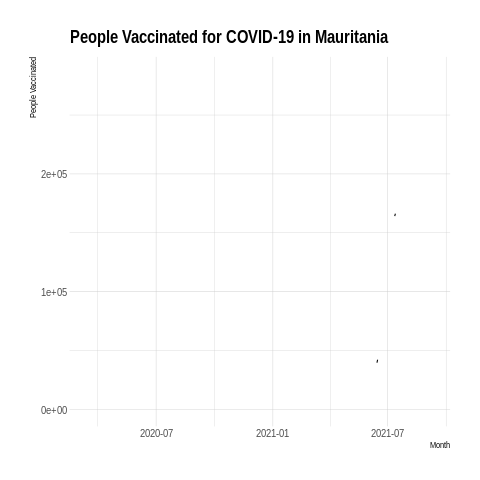 People Vaccinated for COVID-19 in Mauritania
People Vaccinated
2e+05
1e+05
0e+00
2020-07 2021-01 2021-07
Month